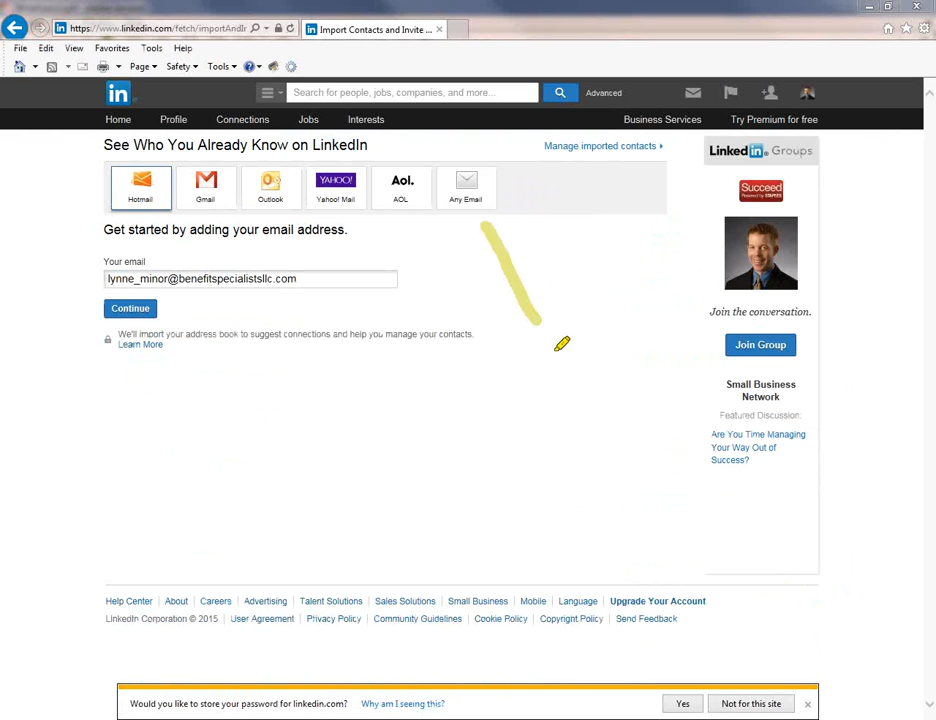 https://www.linkedin.com/fetch/importAndIr
Import Contacts and Invite ...
File Edit View Favorites Tools Help
Page Safety Tools
in Search for people, jobs, companies, and more... Advanced
Home Profile Connections Jobs Interests Business Services Try Premium for free
See Who You Already Know on LinkedIn
Manage imported contacts
Linked in Groups
YAHOO! Aol.
Hotmail Gmail Outlook Yahoo! Mail AOL Any Email
Succeed
Get started by adding your email address.
Your email
lynne_minor@benefitspecialistsllc.com
Continue
We'll import your address book to suggest connections and help you manage your contacts.
Learn More
Join the conversation.
Join Group
Small Business
Network
Featured Discussion:
Are You Time Managing
Your Way Out of
Success?
Help Center About Careers Advertising Talent Solutions Sales Solutions Small Business Mobile Language Upgrade Your Account
LinkedIn Corporation © 2015 User Agreement Privacy Policy Community Guidelines Cookie Policy Copyright Policy Send Feedback
Would you like to store your password for linkedin.com? Why am I seeing this? Yes Not for this site